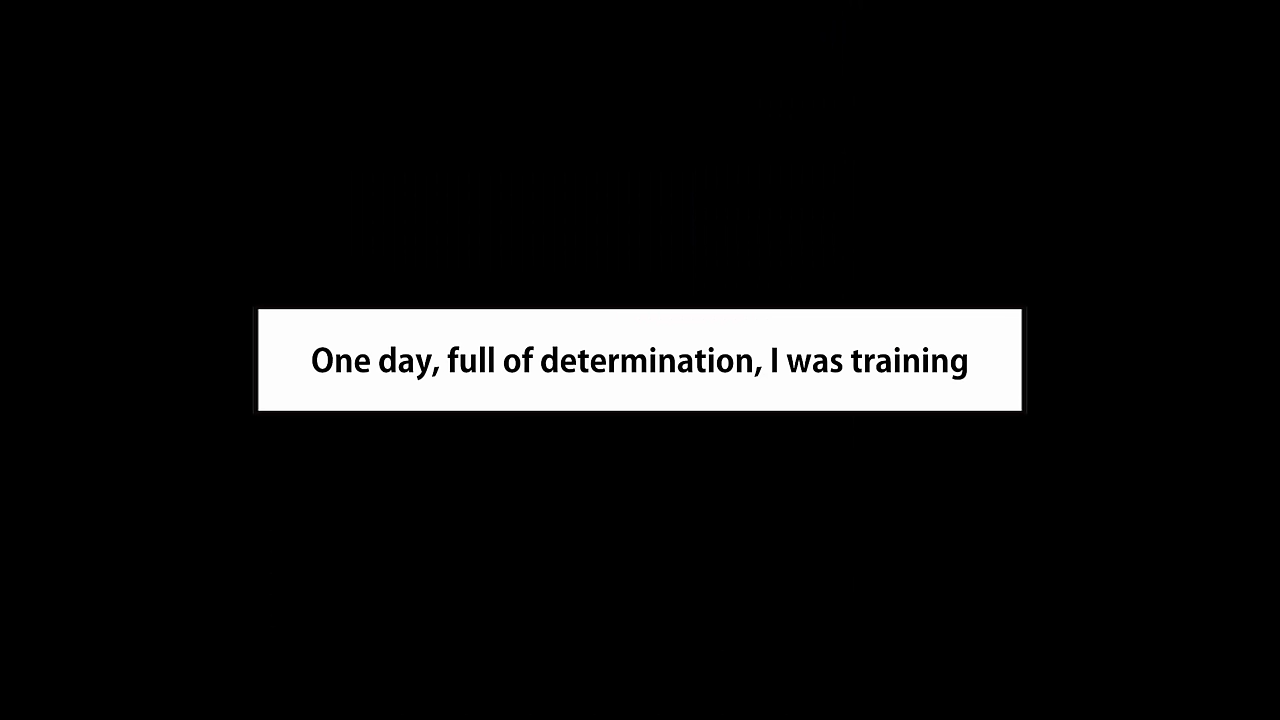 One day, full of determination, I was training